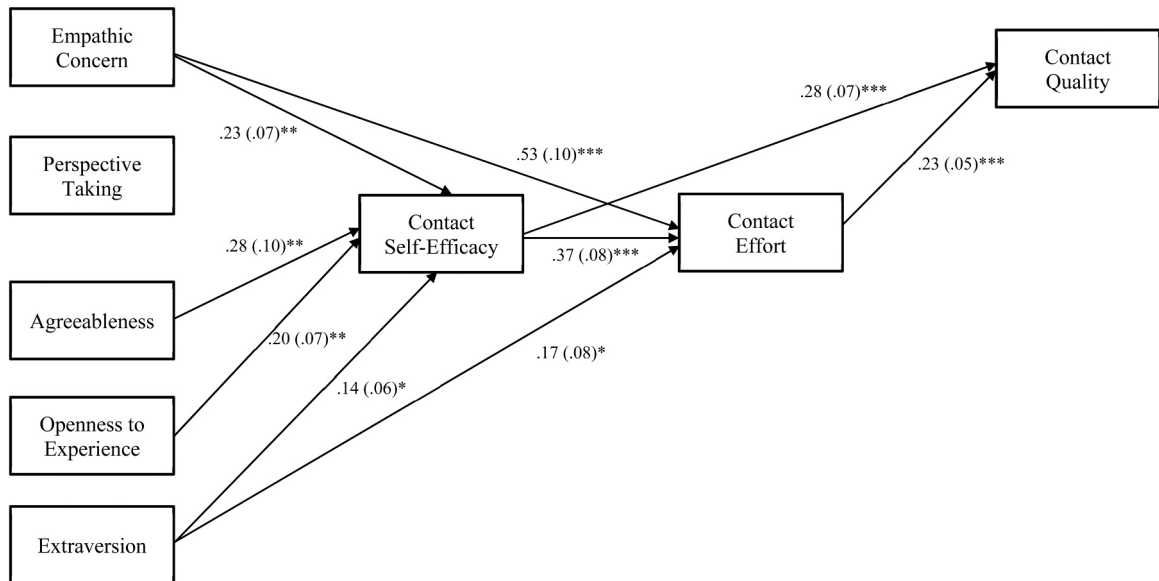 Empathic
Concern
Contact
Quality
.28 (.07)***
.23 (.07)**
.53 (.10)***
.23 (.05)***
Perspective
Taking
Contact
Self-Efficacy
Contact
Effort
.28 (.10)**
.37 (.08)***
Agreeableness
.20 (.07)**
.17 (.08)*
.14 (.06)*
Openness to
Experience
Extraversion